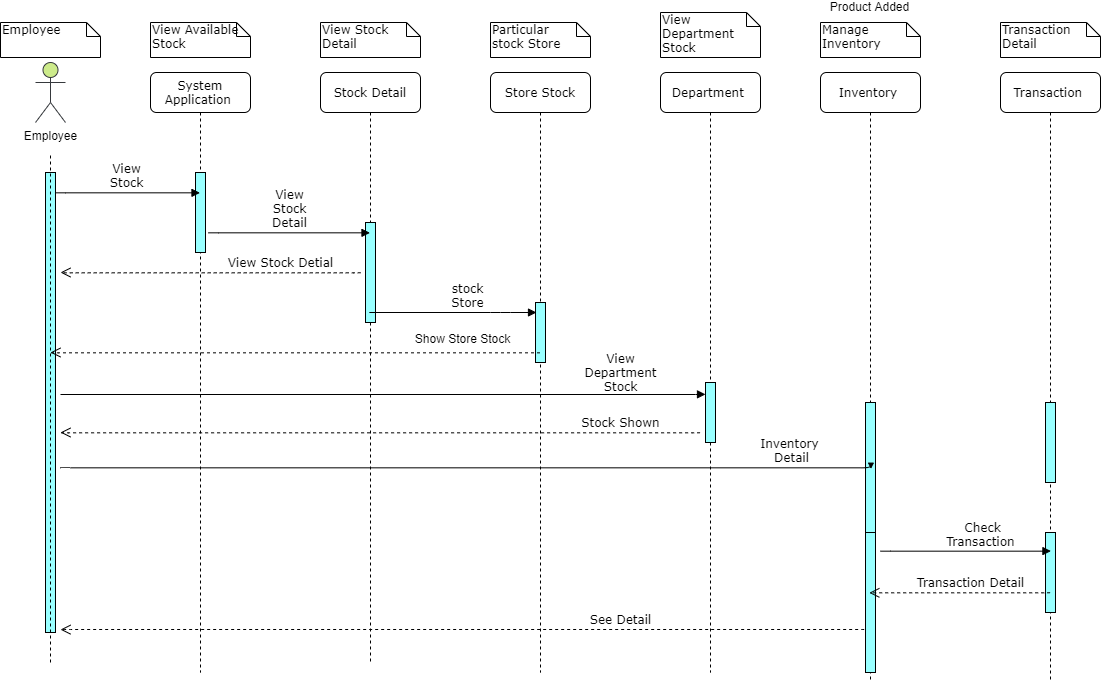 Product Added
Employee
View Available
Stock
View Stock
Detail
Particular
stock Store
View
Department
Stock
Manage
Inventory
Transaction
Detail
System
Application
Stock Detail
Store Stock
Department
Inventory
Transaction
Employee
View
Stock
View
Stock
Detail
View Stock Detial
stock
Store
Show Store Stock
View
Department
Stock
Stock Shown
Inventory
Detail
Check
Transaction
Transaction Detail
See Detail